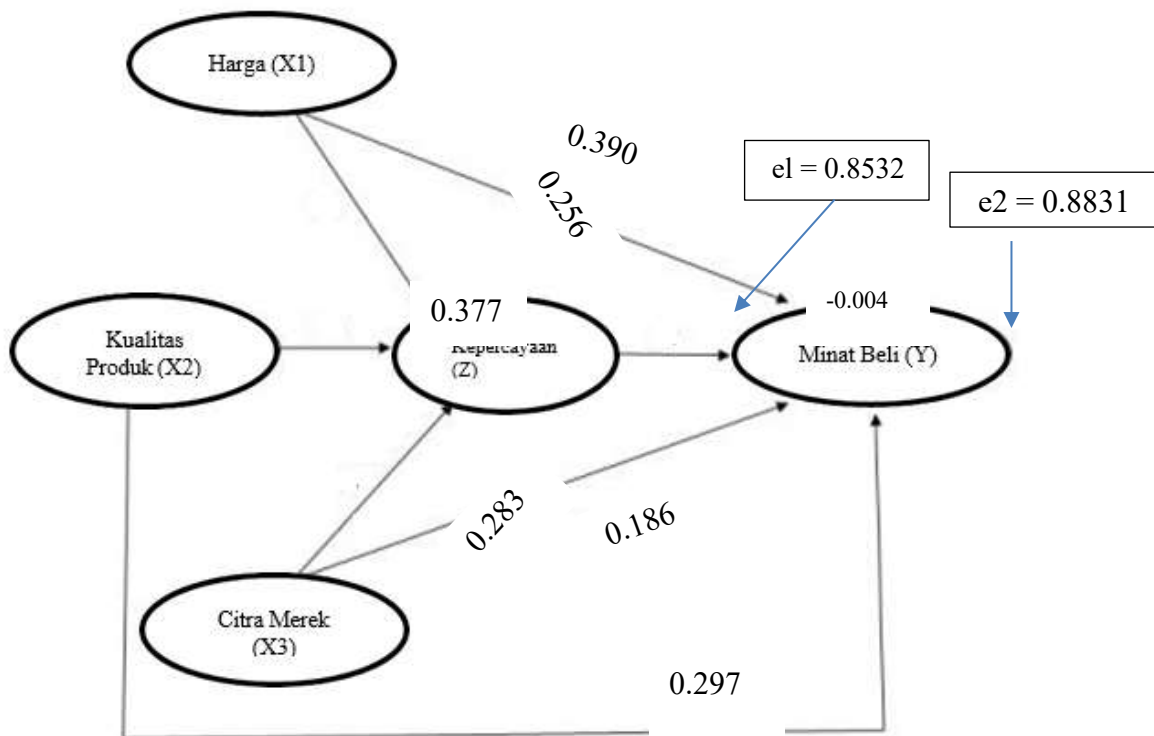 Harga (X1)
0.390
0.256
el = 0.8532
e2 = 0.8831
0.377
-0.004
Kualitas
Produk (X2)
Kepercayaan
(Z)
Minat Beli (Y)
0.283
0.186
Citra Merek
(X3)
0.297